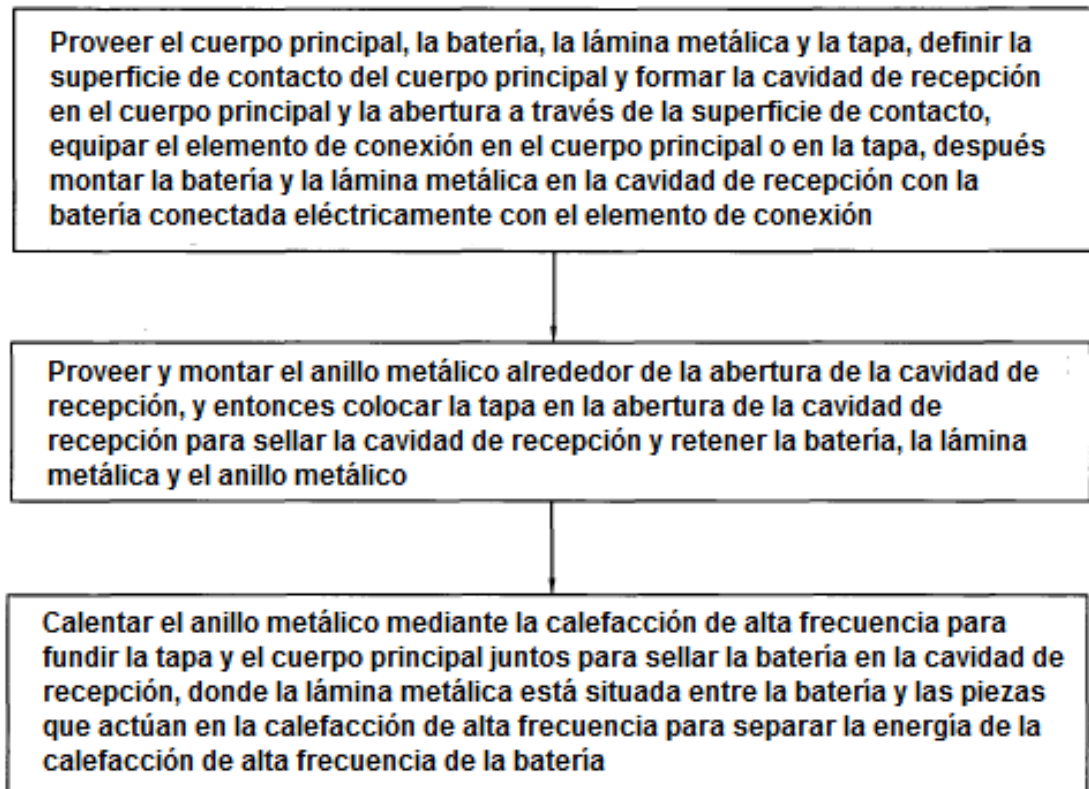 Proveer el cuerpo principal, la batería, la lámina metálica y la tapa, definir la
superficie de contacto del cuerpo principal y formar la cavidad de recepción
en el cuerpo principal y la abertura a través de la superficie de contacto,
equipar el elemento de conexión en el cuerpo principal o en la tapa, después
montar la batería y la lámina metálica en la cavidad de recepción con la
batería conectada eléctricamente con el elemento de conexión
Proveer y montar el anillo metálico alrededor de la abertura de la cavidad de
recepción, y entonces colocar la tapa en la abertura de la cavidad de
recepción para sellar la cavidad de recepción y retener la batería, la lámina
metálica y el anillo metálico
Calentar el anillo metálico mediante la calefacción de alta frecuencia para
fundir la tapa y el cuerpo principal juntos para sellar la batería en la cavidad de
recepción, donde la lámina metálica está situada entre la batería y las piezas
que actúan en la calefacción de alta frecuencia para separar la energía de la
calefacción de alta frecuencia de la batería